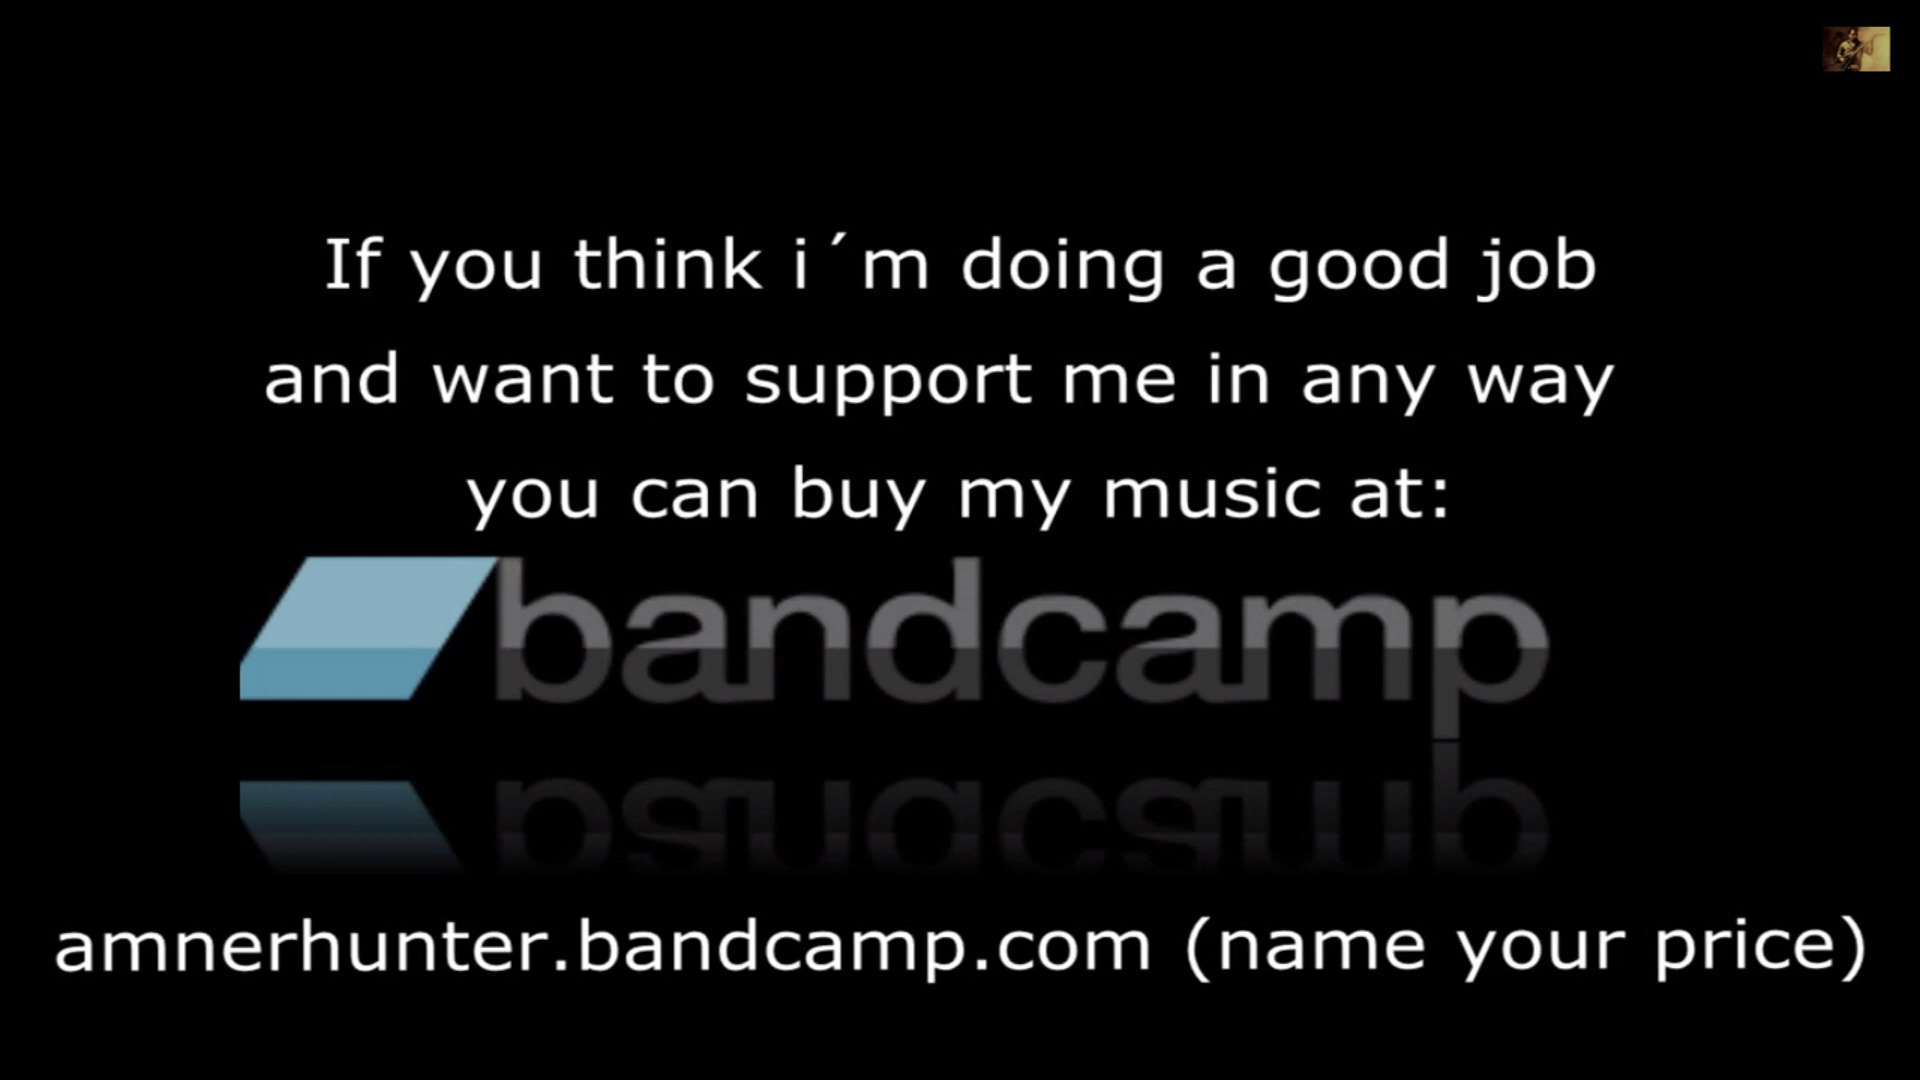 If you think i´m doing a good job
and want to support me in any way
you can buy my music at:
bandcamp
amnerhunter.bandcamp.com (name your price)